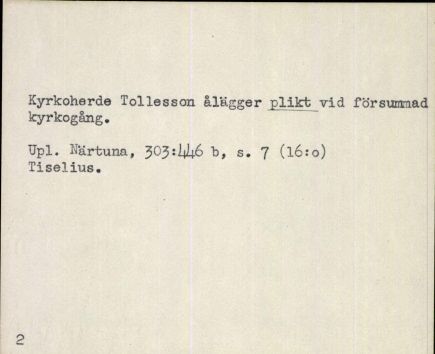 Kyrkoherde Tollesson ålägger plikt vid försummad
kyrkogång.
Upl. Närtuna, 303:446 b, s. 7 (16:o)
Tiselius.
2